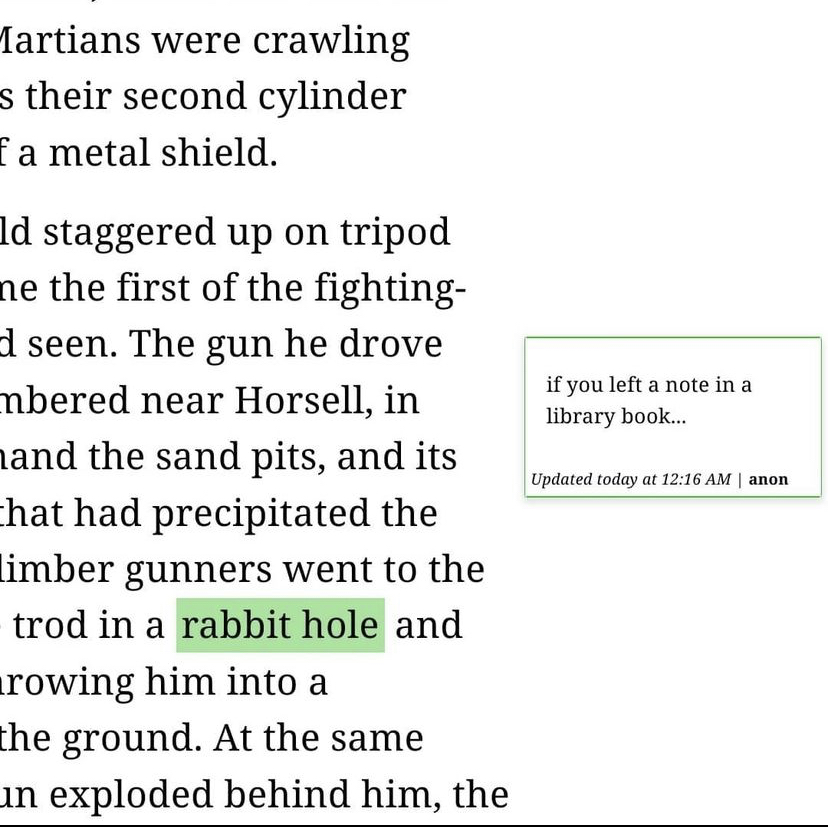 Martians were crawling
s their second cylinder
f a metal shield.
ld staggered up on tripod
me the first of the fighting-
d seen. The gun he drove
mbered near Horsell, in
and the sand pits, and its
that had precipitated the
limber gunners went to the
trod in a rabbit hole and
rowing him into a
the ground. At the same
un exploded behind him, the
if you left a note in a
library book...
Updated today at 12:16 AM | anon